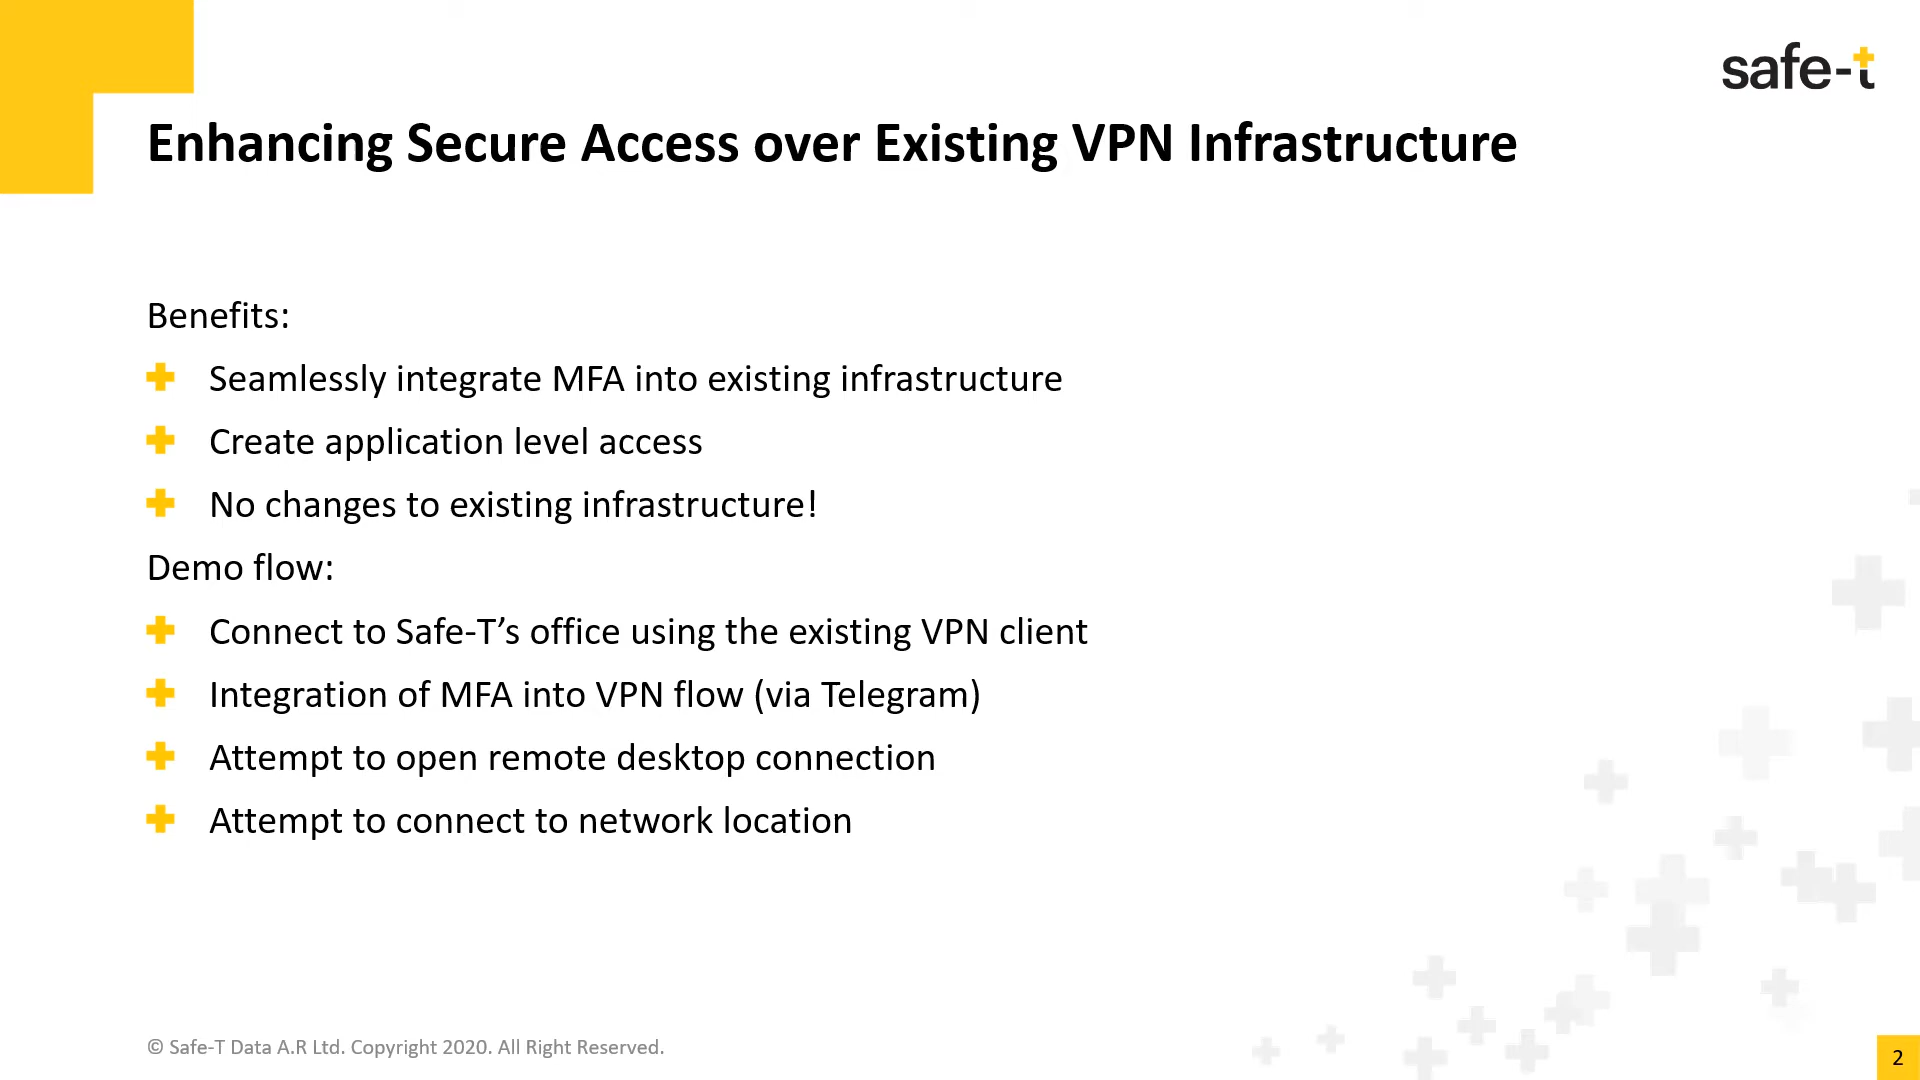 safe-t
Enhancing Secure Access over Existing VPN Infrastructure
Benefits:
Seamlessly integrate MFA into existing infrastructure
Create application level access
No changes to existing infrastructure!
Demo flow:
Connect to Safe-T’s office using the existing VPN client
Integration of MFA into VPN flow (via Telegram)
Attempt to open remote desktop connection
Attempt to connect to network location
© Safe-T Data A.R Ltd. Copyright 2020. All Right Reserved.
2